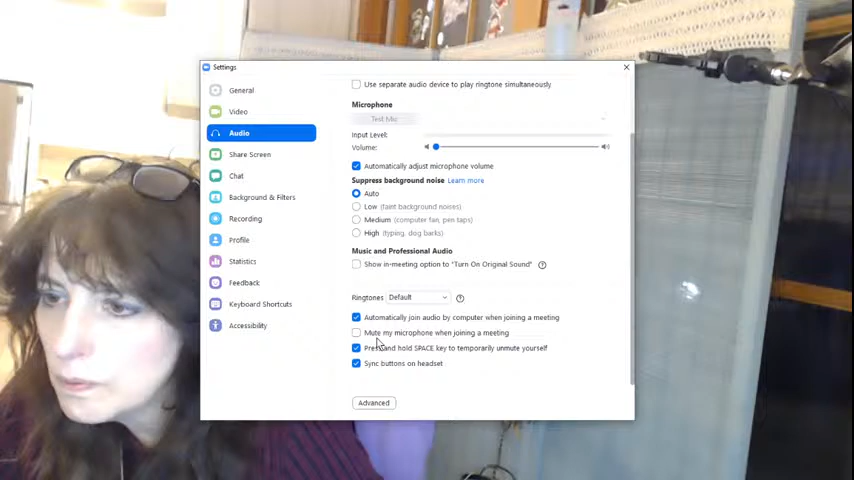 Settings
General
Video
Audio
Share Screen
Chat
Background & Filters
Recording
Profile
Statistics
Feedback
Keyboard Shortcuts
Accessibility
Use separate audio device to play ringtone simultaneously
Microphone
Test Mic
Input Level:
Volume:
Automatically adjust microphone volume
Suppress background noise Learn more
Auto
Low (faint background noises)
Medium (computer fan, pen taps)
High (typing, dog barks)
Music and Professional Audio
Show in-meeting option to "Turn On Original Sound" ?
Ringtones Default ?
Automatically join audio by computer when joining a meeting
Mute my microphone when joining a meeting
Press and hold SPACE key to temporarily unmute yourself
Sync buttons on headset
Advanced